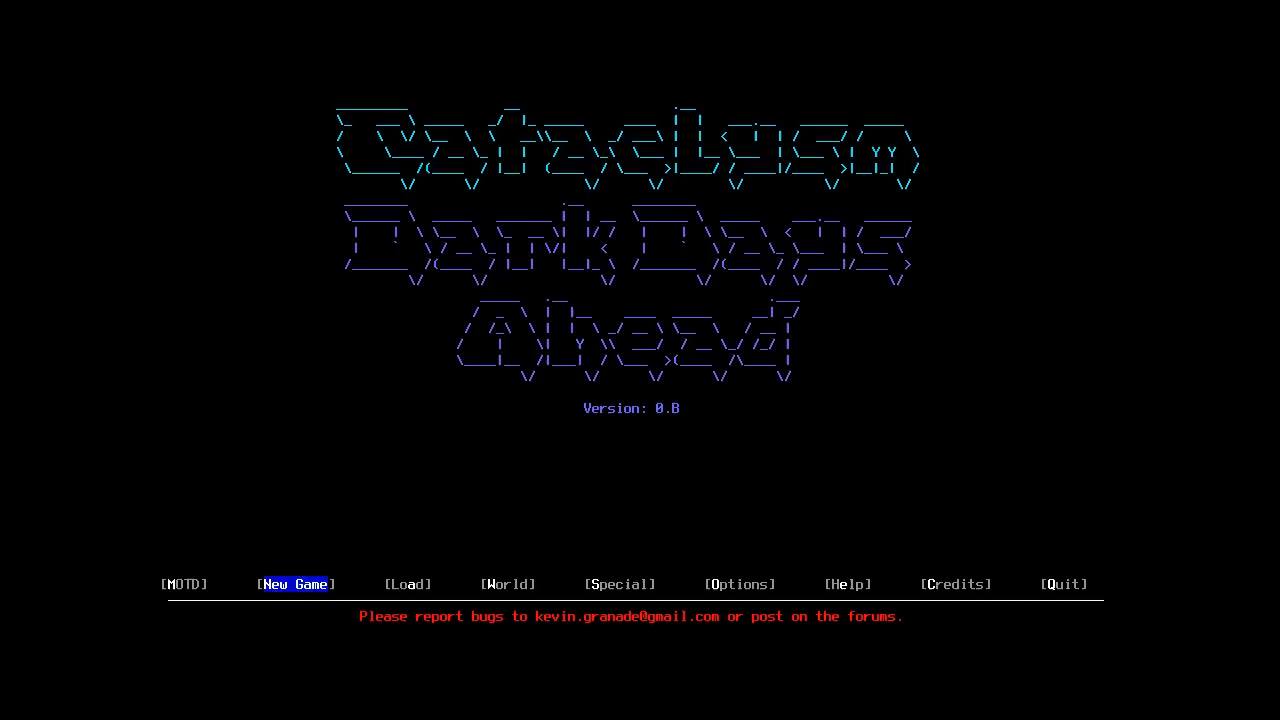 Cataclysm
Dark Days
Ahead
Version: 0.B
[MOTD] [New Game] [Load] [World] [Special] [Options] [Help] [Credits] [Quit]
Please report bugs to kevin.granade@gmail.com or post on the forums.